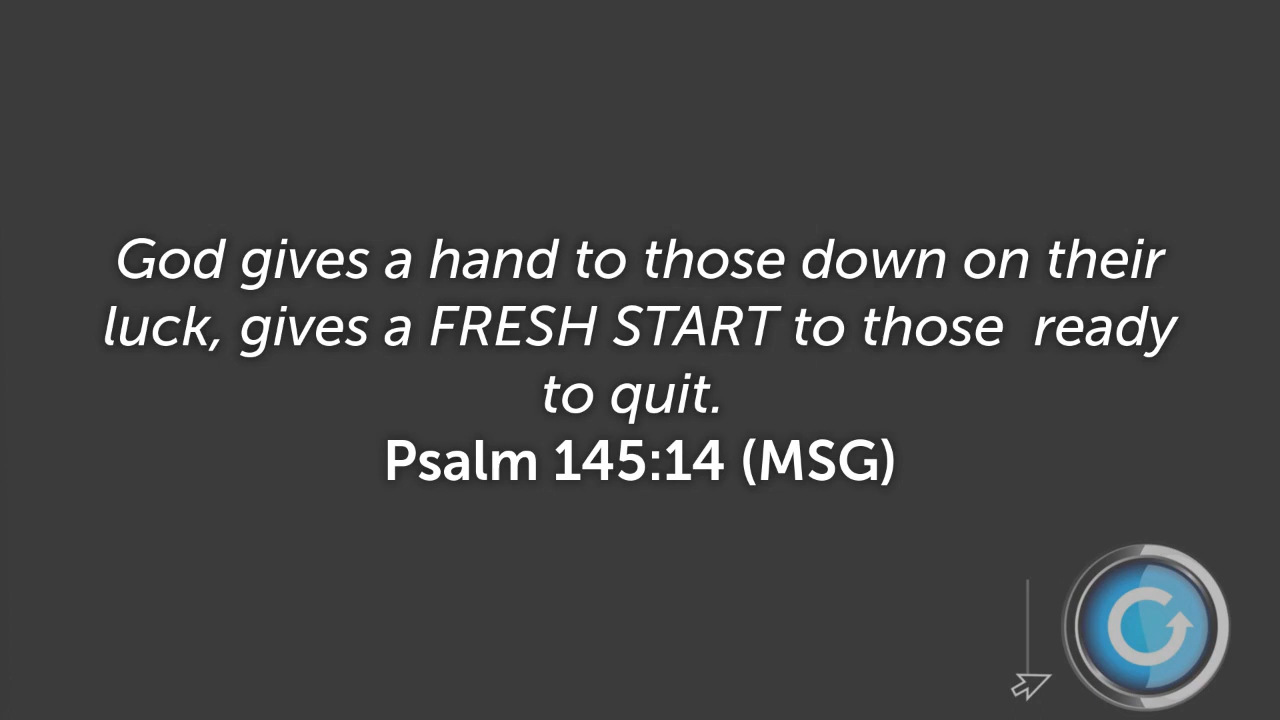 God gives a hand to those down on their
luck, gives a FRESH START to those  ready
to quit.
Psalm 145:14 (MSG)